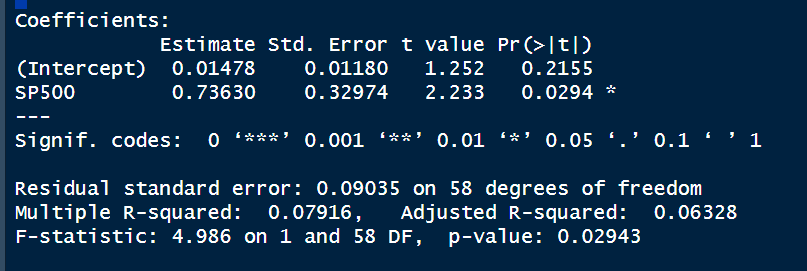 Coefficients:
Estimate Std. Error t value Pr(>|t|)
(Intercept) 0.01478 0.01180 1.252 0.2155
SP500 0.73630 0.32974 2.233 0.0294 *
---
Signif. codes: 0 ‘***’ 0.001 ‘**’ 0.01 ‘*’ 0.05 ‘.’ 0.1 ‘ ’ 1
Residual standard error: 0.09035 on 58 degrees of freedom
Multiple R-squared: 0.07916, Adjusted R-squared: 0.06328
F-statistic: 4.986 on 1 and 58 DF, p-value: 0.02943